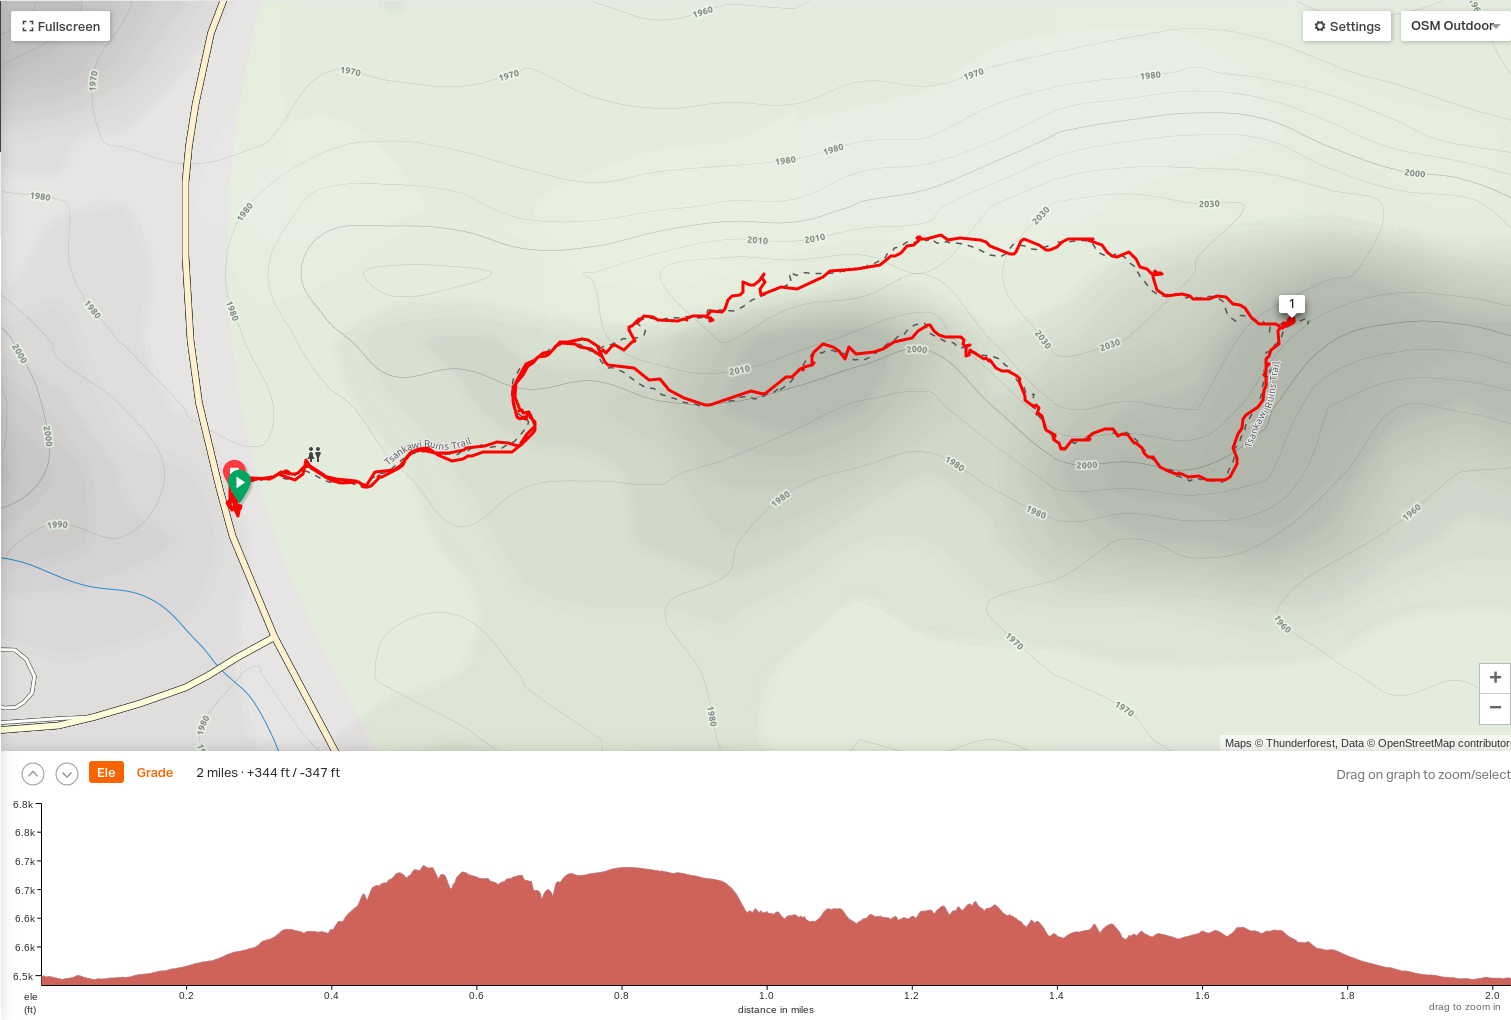 1960
Fullscreen
Settings
OSM Outdoor
1970
1970
1970
1970
1980
1980
1980
2000
1980
1980
2030
2030
2010
2010
1980
1980
1
2000
2030
2030
2000
2010
Tsankawi Ruins Trail
2000
Tsankawi Ruins Trail
1980
2000
1980
1980
1960
1990
1960
1970
1980
1970
1980
Maps © Thunderforest, Data © OpenStreetMap contributors
+
−
Ele
Grade
2 miles · +344 ft / -347 ft
Drag on graph to zoom/select
6.8k
6.8k
6.7k
6.7k
6.6k
6.6k
6.5k
ele
(ft)
0.2
0.4
0.6
0.8
1.0
1.2
1.4
1.6
1.8
2.0
distance in miles
drag to zoom in